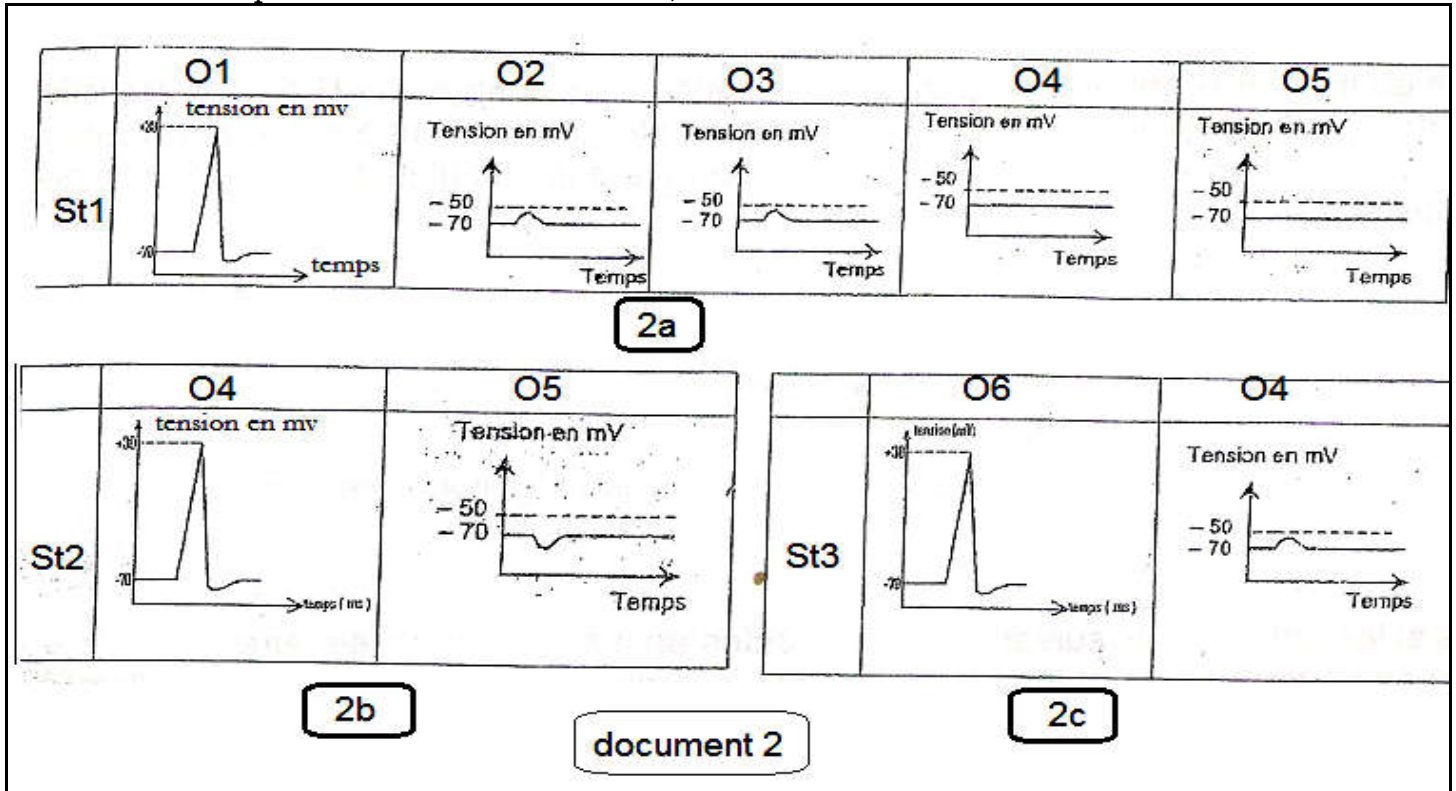 O1 O2 O3 O4 O5
St1
tension en mv
+30
-70
temps
Tension en mV
– 50
– 70
Temps
Tension en mV
– 50
– 70
Temps
Tension en mV
– 50
– 70
Temps
Tension en mV
– 50
– 70
Temps
2a
O4 O5
St2
tension en mv
+30
-70
temps ( ms )
Tension en mV
– 50
– 70
Temps
2b
O6 O4
St3
+30
-70
temps ( ms )
Tension en mV
– 50
– 70
Temps
2c
document 2